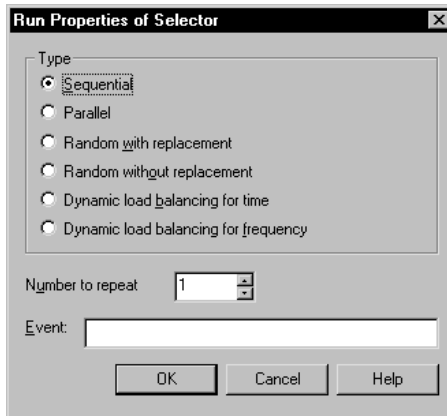 Run Properties of Selector
Type
Sequential
Parallel
Random with replacement
Random without replacement
Dynamic load balancing for time
Dynamic load balancing for frequency
Number to repeat 1
Event:
OK Cancel Help